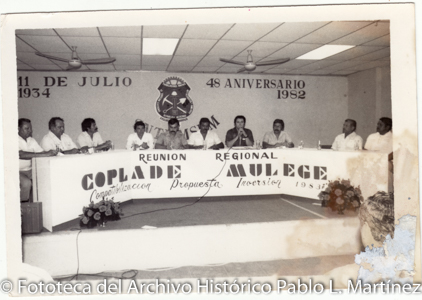 11 DE JULIO 48 ANIVERSARIO
1934 1982
REUNION REGIONAL
COPLADE MULEGE
Propuesta Inversion
© Fototeca del Archivo Histórico Pablo L. Martínez